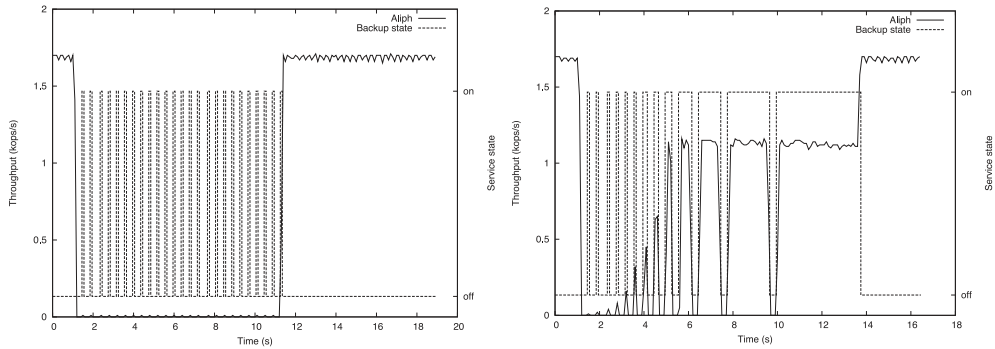 2
1.5
1
0.5
0
Throughput (kops/s)
Aliph
Backup state
on
off
Service state
0 2 4 6 8 10 12 14 16 18 20
Time (s)
2
1.5
1
0.5
0
Throughput (kops/s)
Aliph
Backup state
on
off
Service state
0 2 4 6 8 10 12 14 16 18
Time (s)